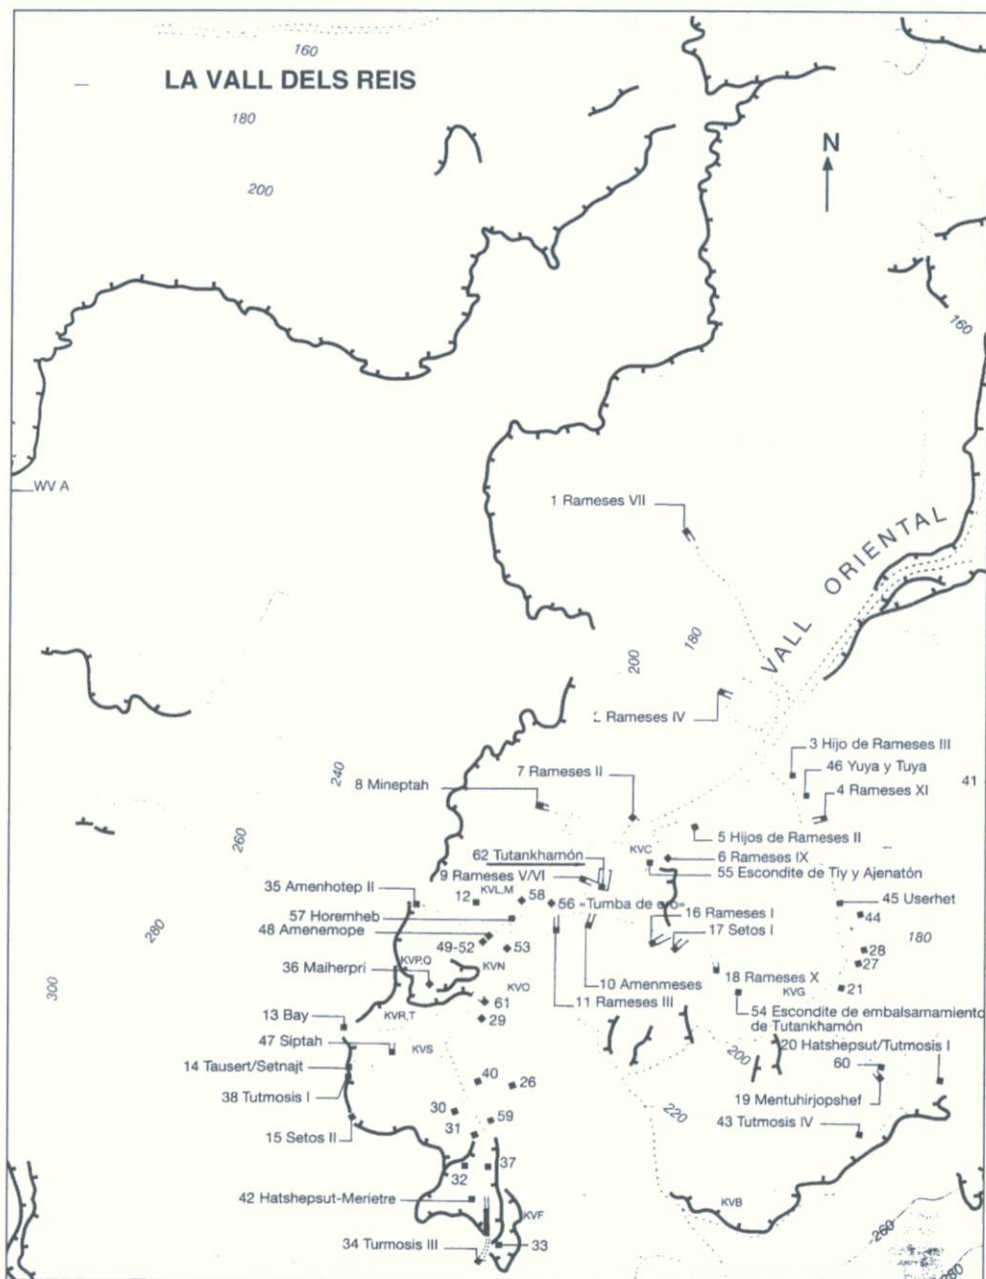 160
LA VALL DELS REIS
180
200
N
160
WV A
1 Rameses VII
VALL ORIENTAL
180
200
Rameses IV
3 Hijo de Rameses III
46 Yuya y Tuya
41
4 Rameses XI
240
7 Rameses II
8 Mineptah
5 Hijos de Rameses II
260
KVC
6 Rameses IX
62 Tutankhamón
55 Escondite de Tiy y Ajenatón
9 Rameses V/VI
35 Amenhotep II
12
KVL,M
58
56 «Tumba de oro»
45 Userhet
16 Rameses I
44
57 Horemheb
17 Setos I
280
48 Amenemope
180
49-52
53
28
27
KVP,Q
KVN
36 Maiherpri
18 Rameses X
300
10 Amenmeses
KVO
KVG
21
61
11 Rameses III
54 Escondite de embalsamamiento
de Tutankhamón
KVR,T
29
13 Bay
20 Hatshepsut/Tutmosis I
47 Siptah
KVS
200
60
14 Tausert/Setnajt
40
26
38 Tutmosis I
19 Mentuhirjopshef
30
220
59
43 Tutmosis IV
15 Setos II
31
32
37
42 Hatshepsut-Merietre
KVB
KVF
260
34 Turmosis III
33
280